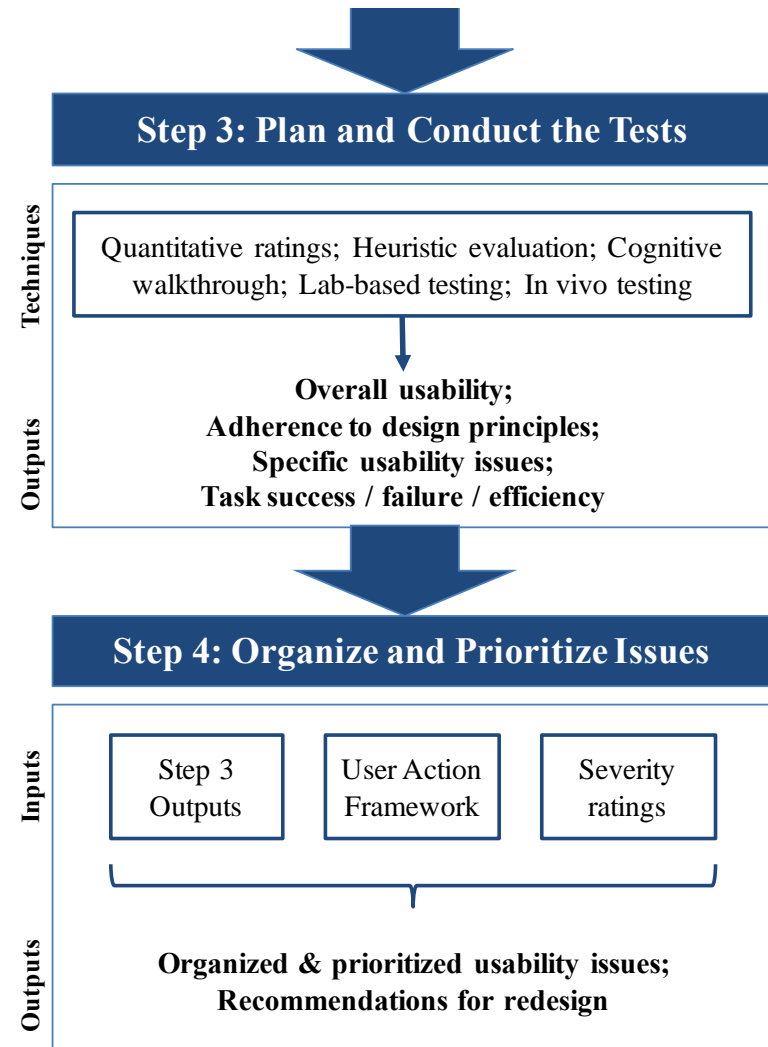 Step 3: Plan and Conduct the Tests
Techniques
Quantitative ratings; Heuristic evaluation; Cognitive
walkthrough; Lab-based testing; In vivo testing
Outputs
Overall usability;
Adherence to design principles;
Specific usability issues;
Task success / failure / efficiency
Step 4: Organize and Prioritize Issues
Inputs
Step 3
Outputs
User Action
Framework
Severity
ratings
Outputs
Organized & prioritized usability issues;
Recommendations for redesign